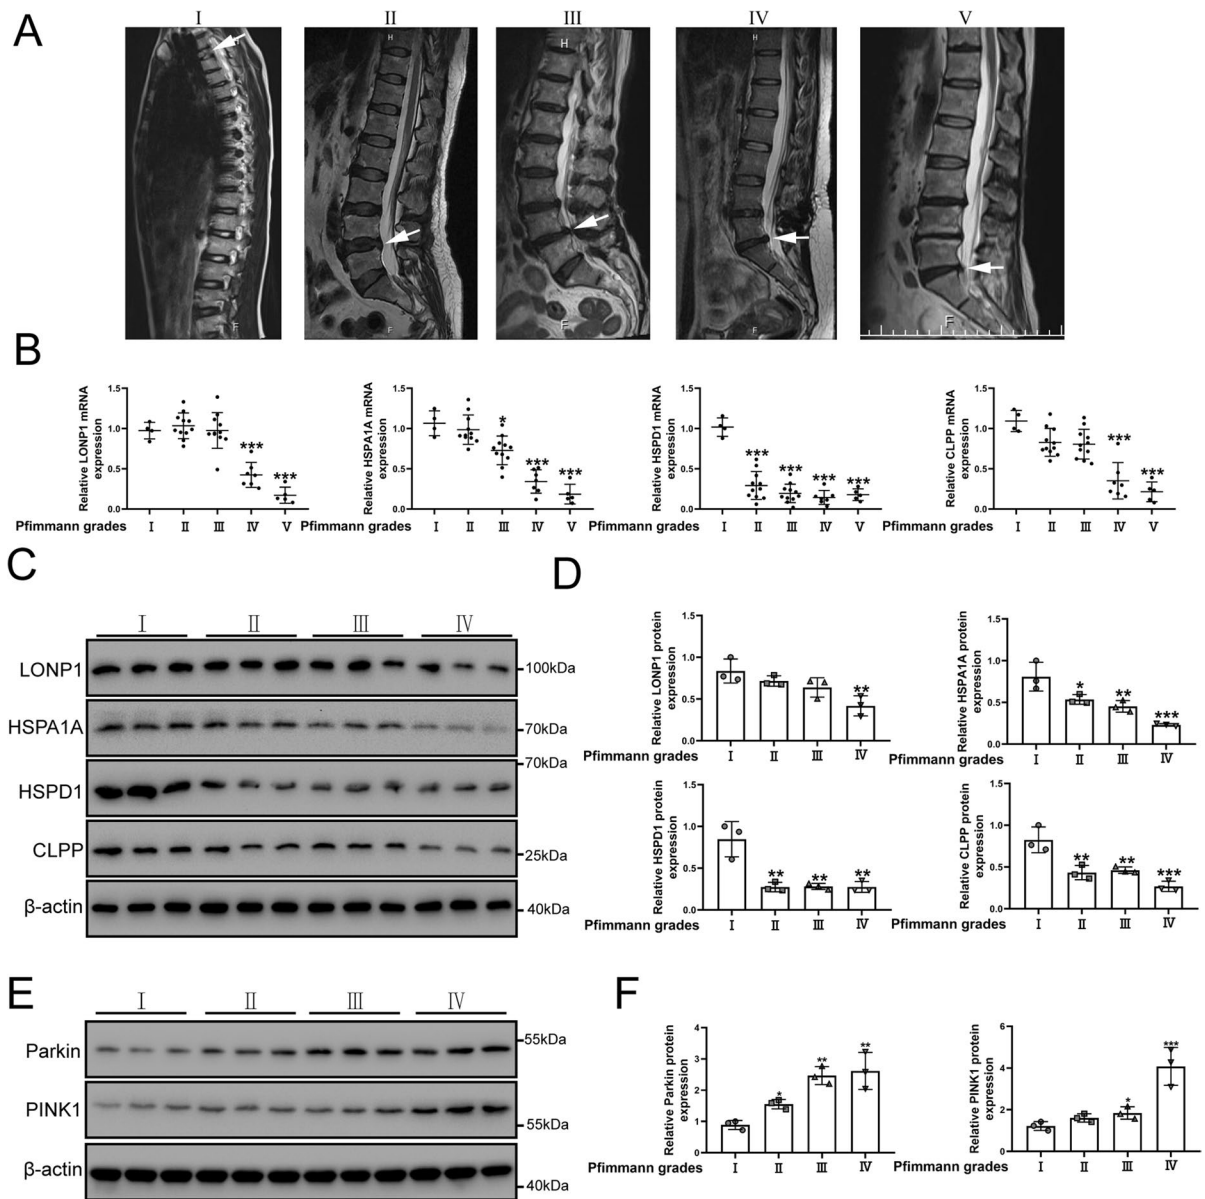 A
I II III IV V
H H H
F F F F F
B
Relative LONP1 mRNA
expression
1.5
1.0
0.5
0.0
*** ***
Pfimmann grades I II III IV V
Relative HSPA1A mRNA
expression
1.5
1.0
0.5
0.0
* *** ***
Pfimmann grades I II III IV V
Relative HSPD1 mRNA
expression
1.5
1.0
0.5
0.0
*** *** *** ***
Pfimmann grades I II III IV V
Relative CLPP mRNA
expression
1.5
1.0
0.5
0.0
*** ***
Pfimmann grades I II III IV V
C
I II III IV
LONP1 100kDa
HSPA1A 70kDa
70kDa
HSPD1
CLPP 25kDa
β-actin 40kDa
D
Relative LONP1 protein
expression
1.5
1.0
0.5
0.0
**
Pfimmann grades I II III IV
Relative HSPA1A protein
expression
1.5
1.0
0.5
0.0
* ** ***
Pfimmann grades I II III IV
Relative HSPD1 protein
expression
1.5
1.0
0.5
0.0
** ** **
Pfimmann grades I II III IV
Relative CLPP protein
expression
1.5
1.0
0.5
0.0
** ** ***
Pfimmann grades I II III IV
E
I II III IV
Parkin 55kDa
PINK1 55kDa
β-actin 40kDa
F
Relative Parkin protein
expression
4
3
2
1
0
* ** **
Pfimmann grades I II III IV
Relative PINK1 protein
expression
6
4
2
0
* ***
Pfimmann grades I II III IV